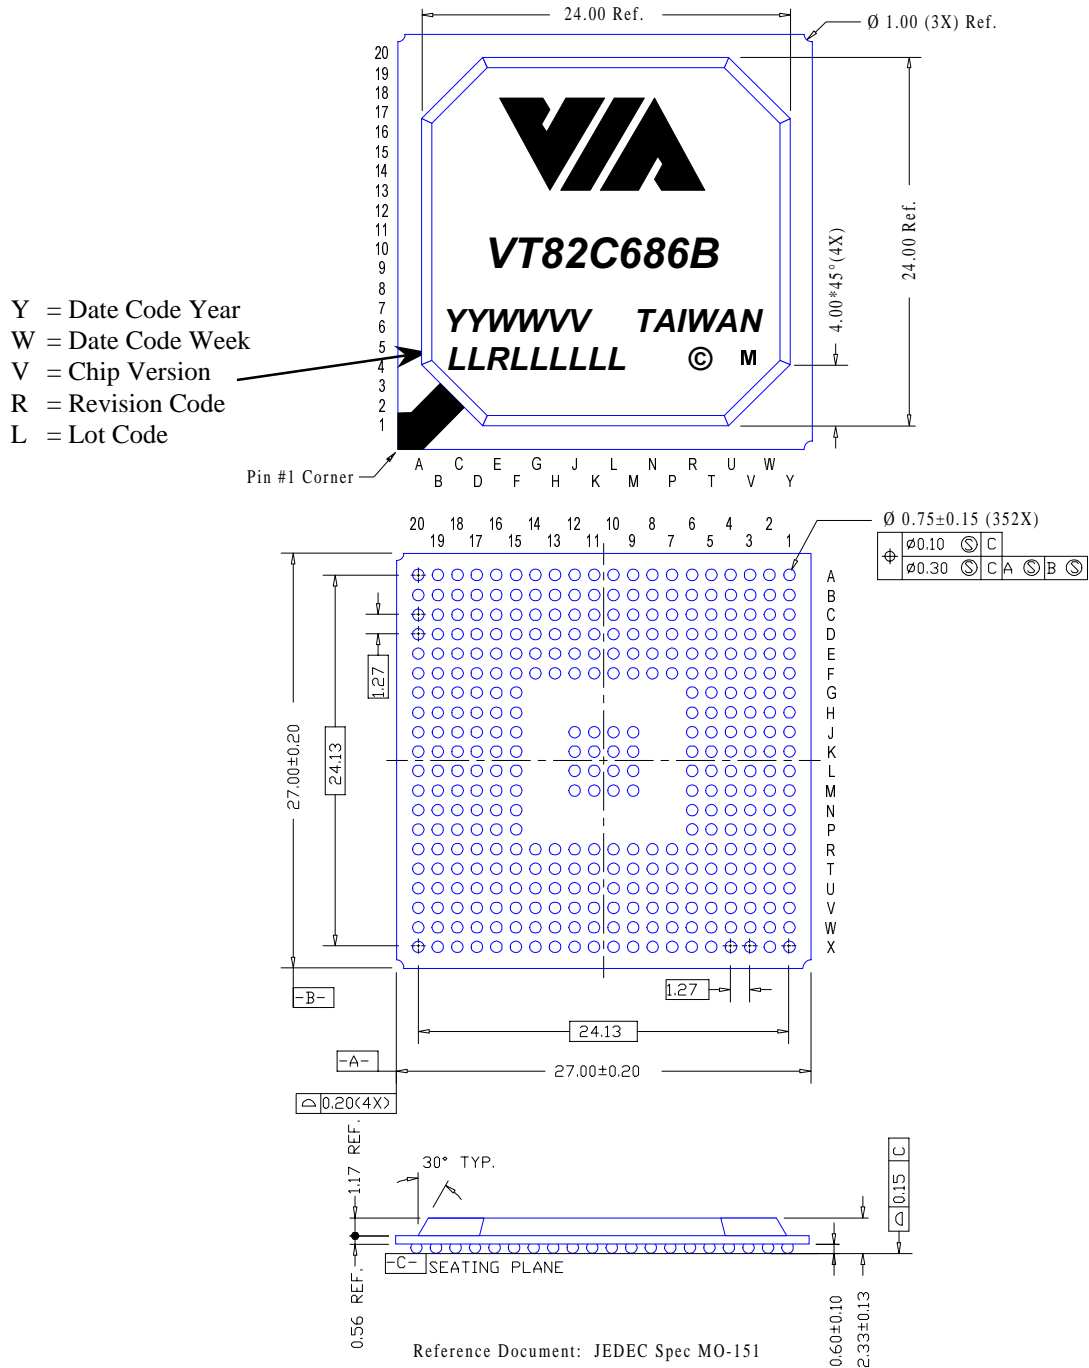 24.00 Ref.
Ø 1.00 (3X) Ref.
20
19
18
17
16
15
14
13
12
11
10
9
8
7
6
5
4
3
2
1
VIA
VT82C686B
YYWWVV TAIWAN
LLRLLLLLL © M
24.00 Ref.
4.00*45°(4X)
Y = Date Code Year
W = Date Code Week
V = Chip Version
R = Revision Code
L = Lot Code
Pin #1 Corner
A C E G J L N R U W
B D F H K M P T V Y
20 18 16 14 12 10 8 6 4 2
19 17 15 13 11 9 7 5 3 1
Ø 0.75±0.15 (352X)
⌖ Ø0.10 Ⓢ C
Ø0.30 Ⓢ C A Ⓢ B Ⓢ
A
B
C
D
E
F
G
H
J
K
L
M
N
P
R
T
U
V
W
X
1.27
24.13
27.00±0.20
-B-
1.27
24.13
-A-
27.00±0.20
⌓ 0.20(4X)
1.17 REF.
30° TYP.
⌓ 0.15 C
-C- SEATING PLANE
0.56 REF.
0.60±0.10
2.33±0.13
Reference Document: JEDEC Spec MO-151